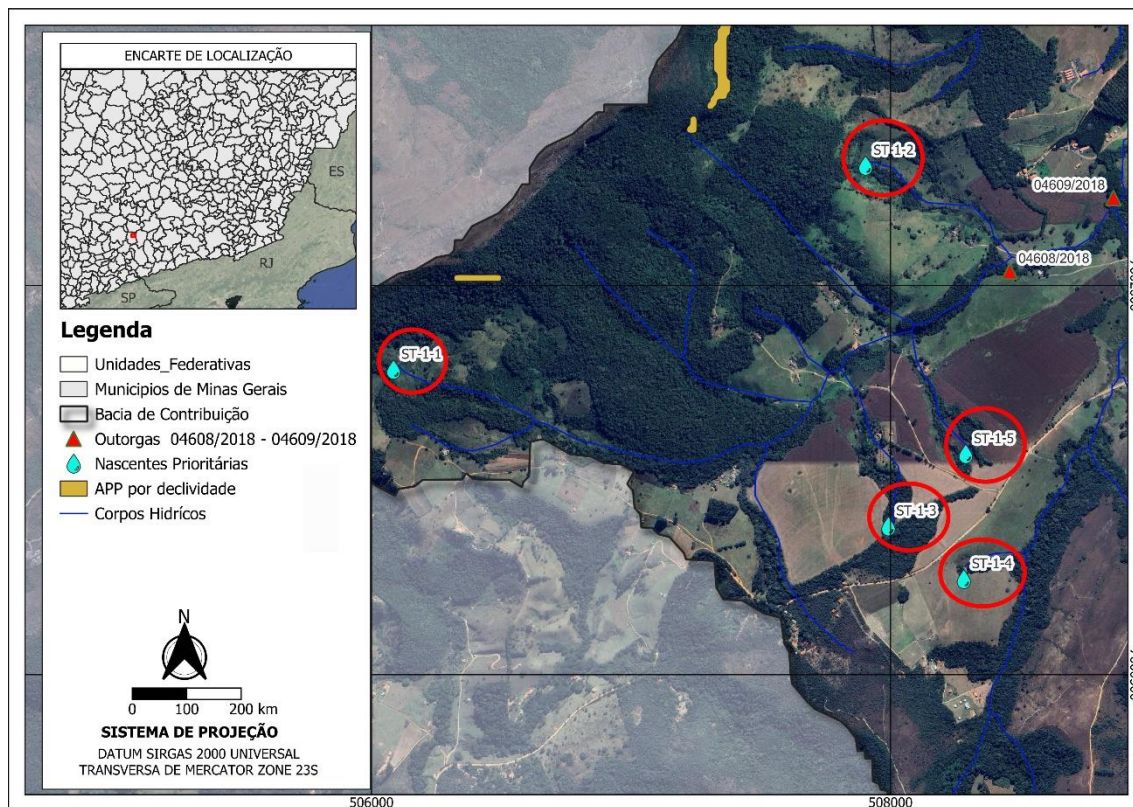 ENCARTE DE LOCALIZAÇÃO
MG
ES
RJ
SP
Legenda
Unidades_Federativas
Municipios de Minas Gerais
Bacia de Contribuição
Outorgas 04608/2018 - 04609/2018
Nascentes Prioritárias
APP por declividade
Corpos Hidrícos
N
0 100 200 km
SISTEMA DE PROJEÇÃO
DATUM SIRGAS 2000 UNIVERSAL
TRANSVERSA DE MERCATOR ZONE 23S
ST-1-2
04609/2018
04608/2018
ST-1-1
ST-1-5
ST-1-3
ST-1-4
506000
508000